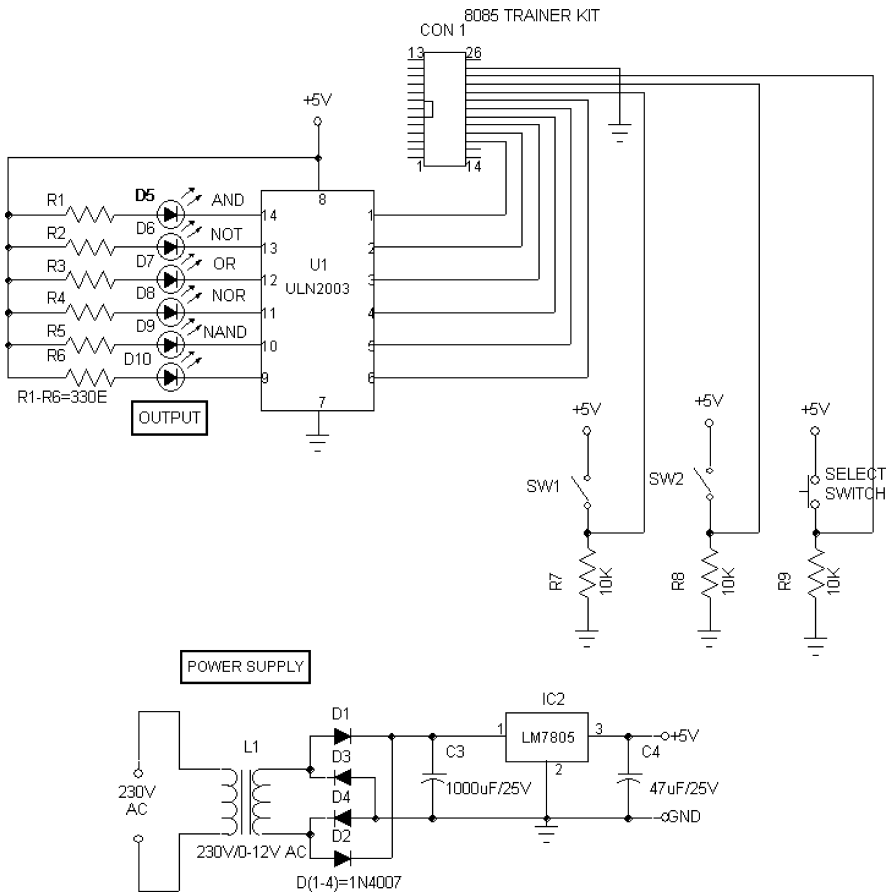 8085 TRAINER KIT
CON 1
13 26
+5V
1 14
R1 D5 AND 14 8 1
R2 D6 NOT 13 2
R3 D7 OR 12 U1 3
ULN2003
R4 D8 NOR 11 4
R5 D9 NAND 10 5
R6 D10 9 6
R1-R6=330E
7
OUTPUT
+5V +5V +5V
SW1 SW2 SELECT
SWITCH
R7 10K R8 10K R9 10K
POWER SUPPLY
IC2
D1 1 LM7805 3 +5V
L1 C3 C4
D3 2
230V
AC
1000uF/25V 47uF/25V
D4
GND
D2
230V/0-12V AC
D(1-4)=1N4007